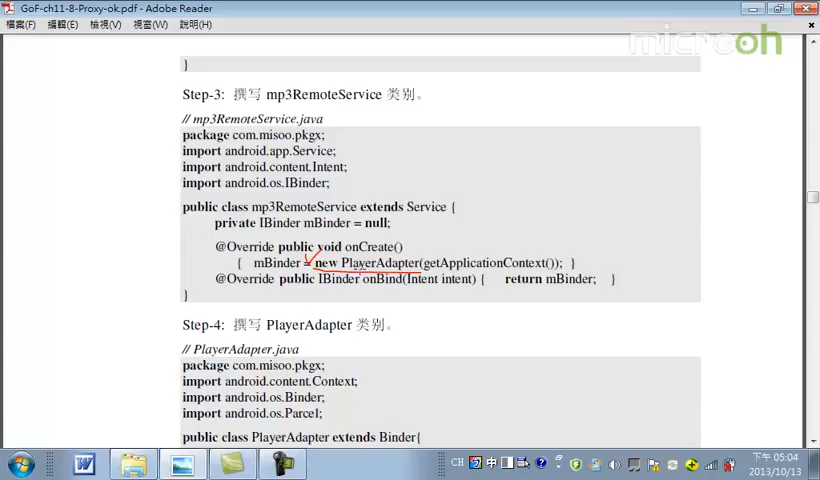 GoF-ch11-8-Proxy-ok.pdf - Adobe Reader
檔案(F) 編輯(E) 檢視(V) 視窗(W) 說明(H)
microoh
}
Step-3: 撰写 mp3RemoteService 类别。
// mp3RemoteService.java
package com.misoo.pkgx;
import android.app.Service;
import android.content.Intent;
import android.os.IBinder;
public class mp3RemoteService extends Service {
private IBinder mBinder = null;
@Override public void onCreate()
{ mBinder = new PlayerAdapter(getApplicationContext()); }
@Override public IBinder onBind(Intent intent) { return mBinder; }
}
Step-4: 撰写 PlayerAdapter 类别。
// PlayerAdapter.java
package com.misoo.pkgx;
import android.content.Context;
import android.os.Binder;
import android.os.Parcel;
public class PlayerAdapter extends Binder{
CH 中 下午 05:04
2013/10/13